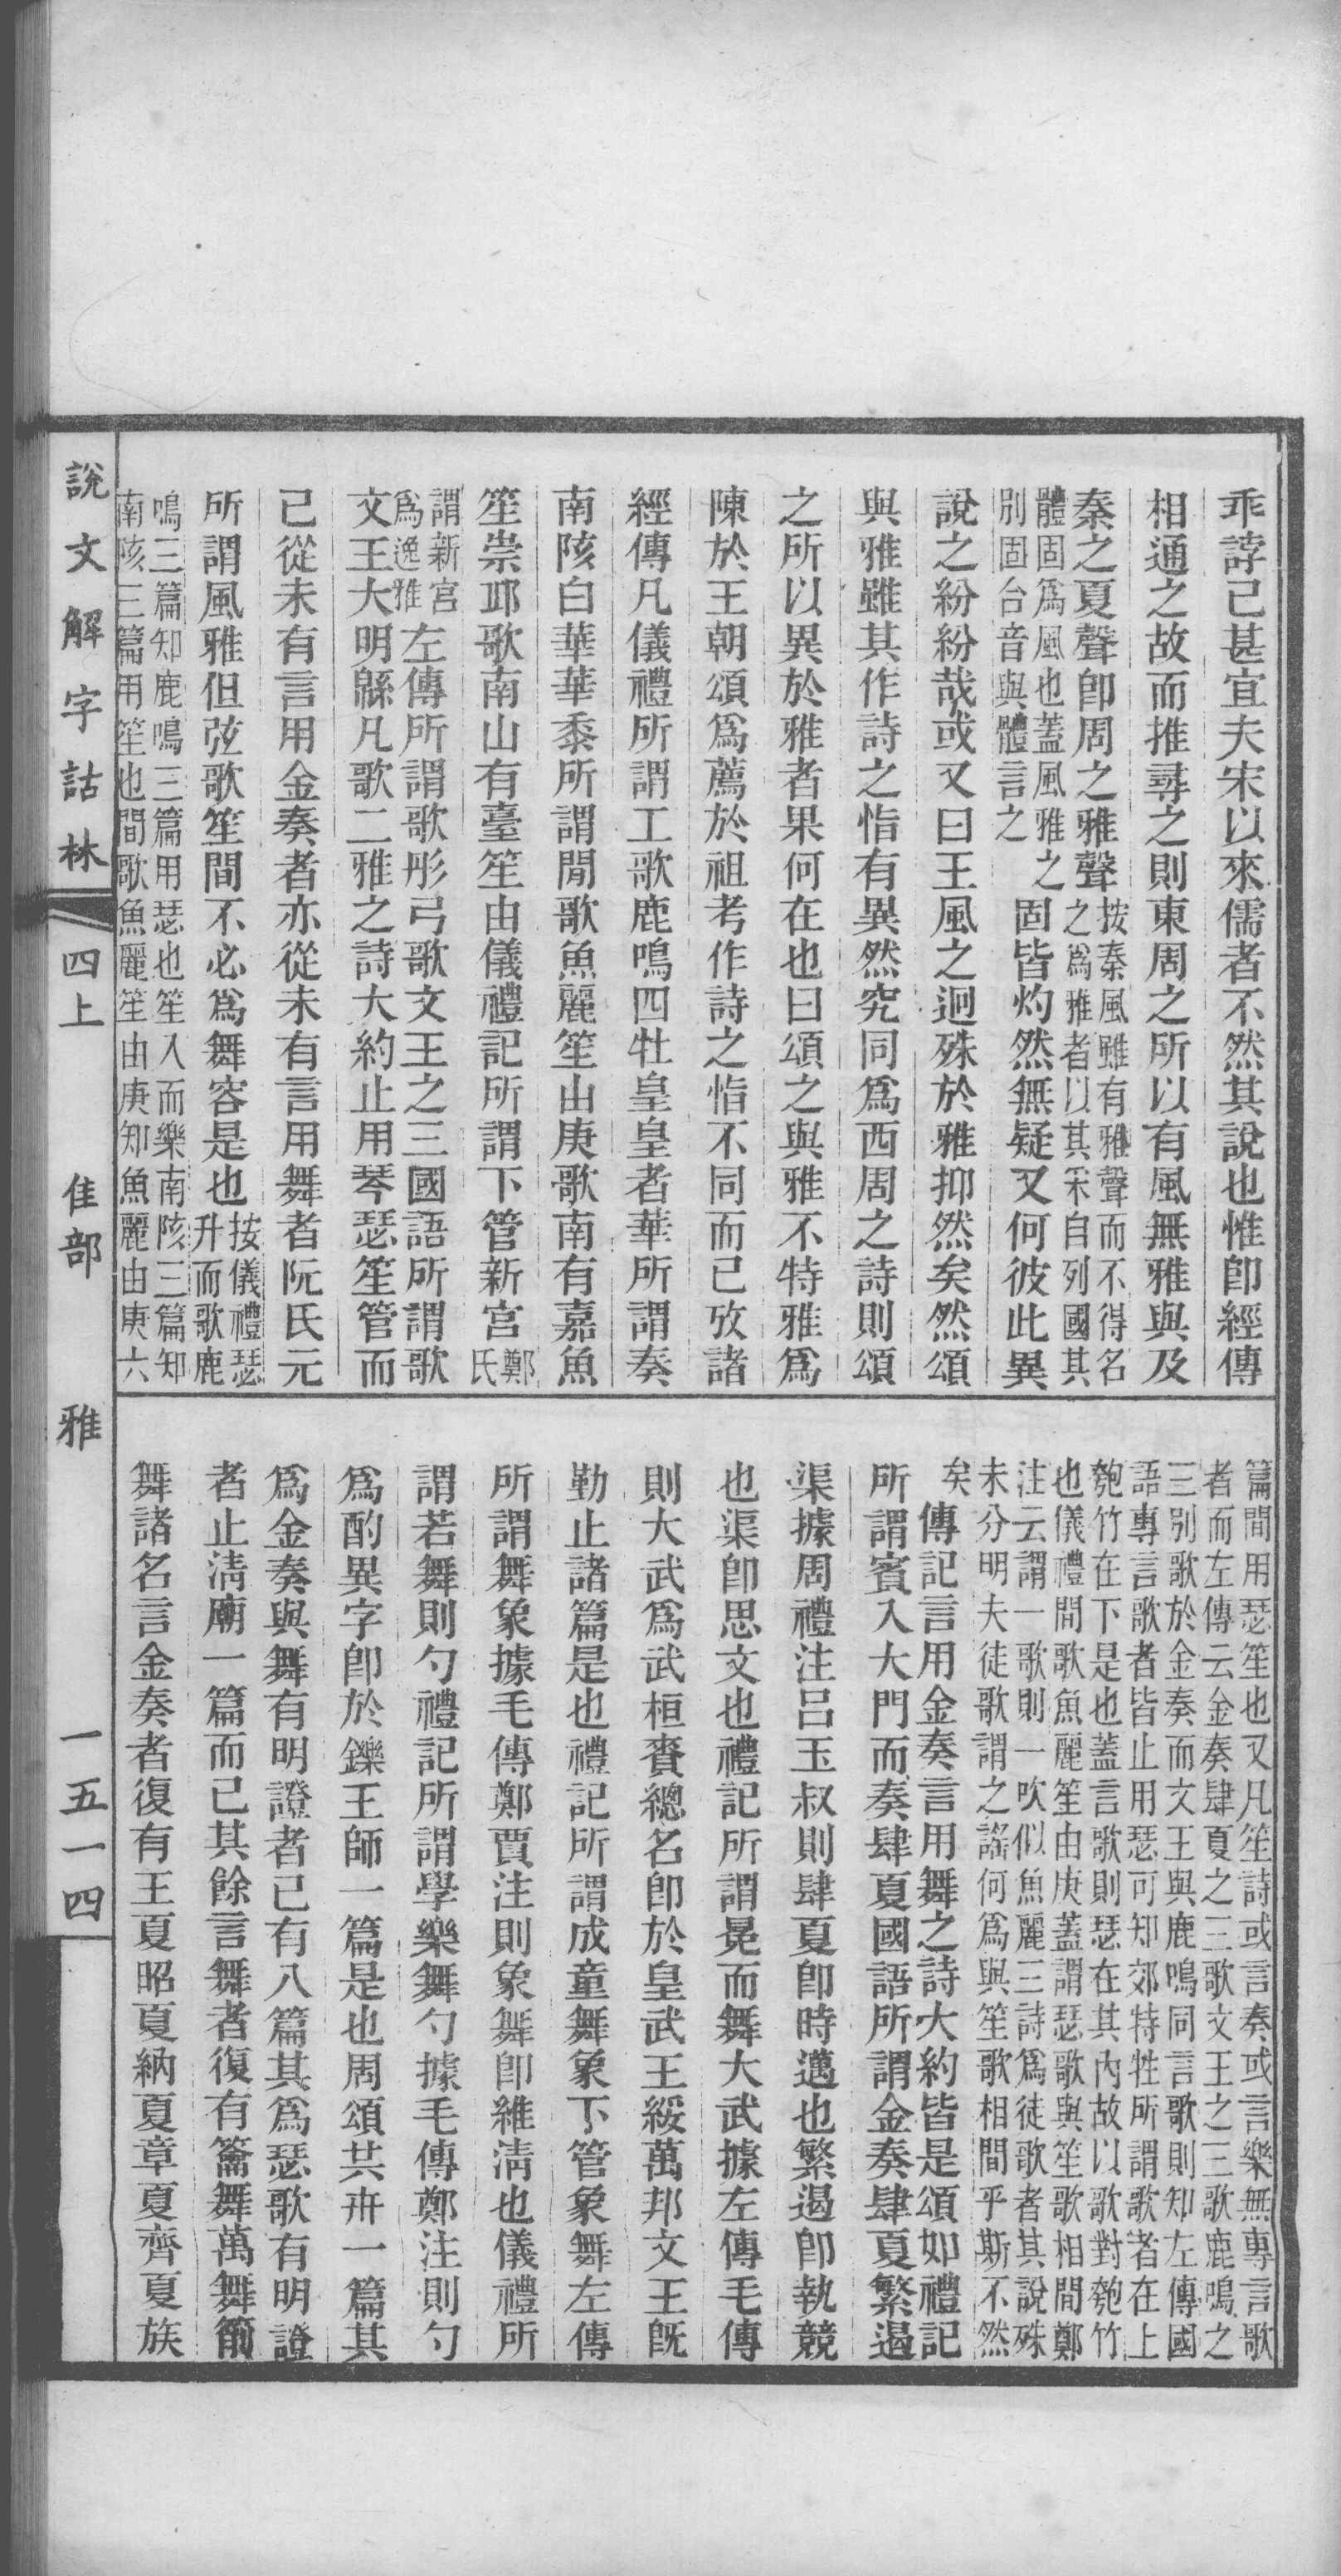 乖誖已甚宜夫宋以來儒者不然其說也惟卽經傳
相通之故而推尋之則東周之所以有風無雅與及
秦之夏聲卽周之雅聲按秦風雖有雅聲而不得名
之爲雅者以其采自列國其
體固爲風也蓋風雅之
別固台音與體言之固皆灼然無疑又何彼此異
說之紛紛哉或又曰王風之迥殊於雅抑然矣然頌
與雅雖其作詩之恉有異然究同爲西周之詩則頌
之所以異於雅者果何在也曰頌之與雅不特雅爲
陳於王朝頌爲薦於祖考作詩之恉不同而已攷諸
經傳凡儀禮所謂工歌鹿鳴四牡皇皇者華所謂奏
南陔白華華黍所謂閒歌魚麗笙由庚歌南有嘉魚
笙崇邱歌南山有臺笙由儀禮記所謂下管新宮鄭
氏
謂新宮
爲逸雅左傳所謂歌彤弓歌文王之三國語所謂歌
文王大明緜凡歌二雅之詩大約止用琴瑟笙管而
已從未有言用金奏者亦從未有言用舞者阮氏元
所謂風雅但弦歌笙間不必爲舞容是也按儀禮瑟
升而歌鹿
鳴三篇知鹿鳴三篇用瑟也笙入而樂南陔三篇知
南陔三篇用笙也間歌魚麗笙由庚知魚麗由庚六
說文解字詁林 四上 隹部 雅 一五一四
篇間用瑟笙也又凡笙詩或言奏或言樂無專言歌
者而左傳云金奏肆夏之三歌文王之三歌鹿鳴之
三別歌於金奏而文王與鹿鳴同言歌則知左傳國
語專言歌者皆止用瑟可知郊特牲所謂歌者在上
匏竹在下是也蓋言歌則瑟在其內故以歌對匏竹
也儀禮間歌魚麗笙由庚蓋謂瑟歌與笙歌相間鄭
注云謂一歌則一吹似魚麗三詩爲徒歌者其說殊
未分明夫徒歌謂之謠何爲與笙歌相間乎斯不然
矣
傳記言用金奏言用舞之詩大約皆是頌如禮記
所謂賓入大門而奏肆夏國語所謂金奏肆夏繁遏
渠據周禮注呂玉叔則肆夏卽時邁也繁遏卽執競
也渠卽思文也禮記所謂冕而舞大武據左傳毛傳
則大武爲武桓賚總名卽於皇武王綏萬邦文王旣
勤止諸篇是也禮記所謂成童舞象下管象舞左傳
所謂舞象據毛傳鄭賈注則象舞卽維淸也儀禮所
謂若舞則勺禮記所謂學樂舞勺據毛傳鄭注則勺
爲酌異字卽於鑠王師一篇是也周頌共卅一篇其
爲金奏與舞有明證者已有八篇其爲瑟歌有明證
者止淸廟一篇而已其餘言舞者復有籥舞萬舞箾
舞諸名言金奏者復有王夏昭夏納夏章夏齊夏族